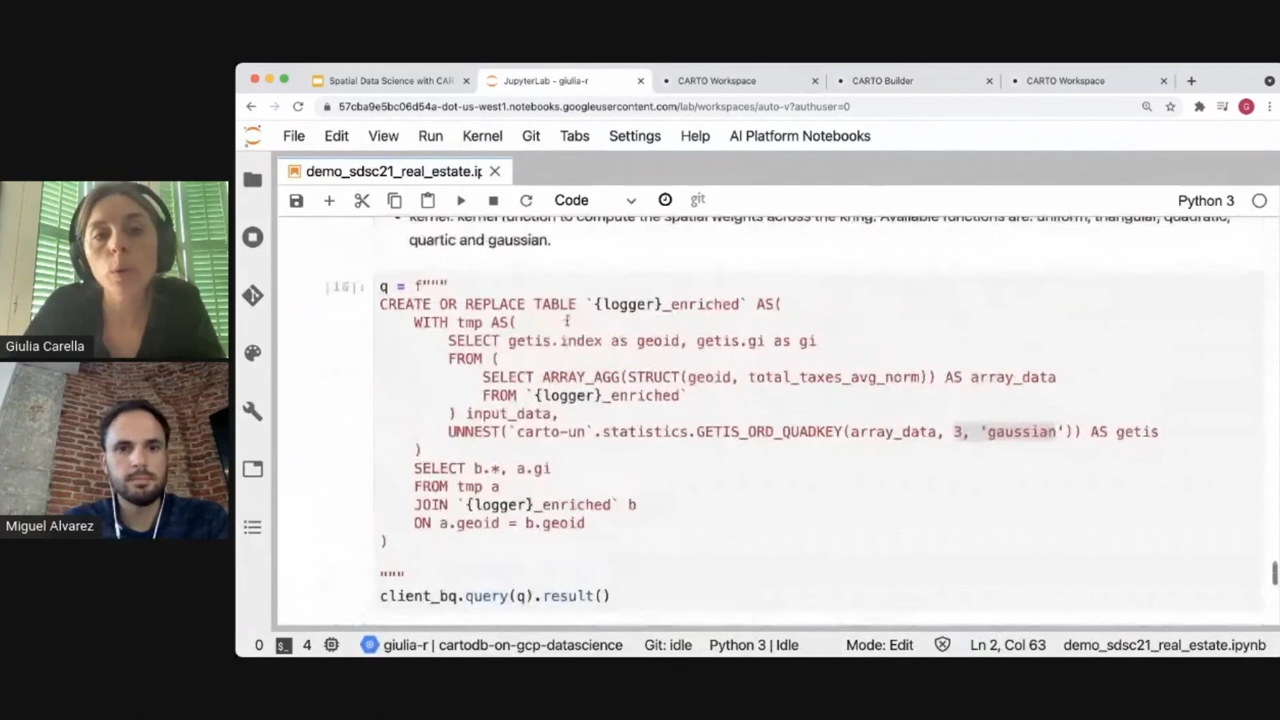 Spatial Data Science with CAR
JupyterLab - giulia-r
CARTO Workspace
CARTO Builder
CARTO Workspace
57cba9e5bc06d54a-dot-us-west1.notebooks.googleusercontent.com/lab/workspaces/auto-v?authuser=0
G
File Edit View Run Kernel Git Tabs Settings Help AI Platform Notebooks
demo_sdsc21_real_estate.ip
Code git Python 3
kernel: kernel function to compute the spatial weights across the kring. Available functions are: uniform, triangular, quadratic,
quartic and gaussian.
[16]: q = f"""
CREATE OR REPLACE TABLE `{logger}_enriched` AS(
WITH tmp AS(
SELECT getis.index as geoid, getis.gi as gi
FROM (
SELECT ARRAY_AGG(STRUCT(geoid, total_taxes_avg_norm)) AS array_data
FROM `{logger}_enriched`
) input_data,
UNNEST(`carto-un`.statistics.GETIS_ORD_QUADKEY(array_data, 3, 'gaussian')) AS getis
)
SELECT b.*, a.gi
FROM tmp a
JOIN `{logger}_enriched` b
ON a.geoid = b.geoid
)
"""
client_bq.query(q).result()
0 $_ 4 giulia-r | cartodb-on-gcp-datascience Git: idle Python 3 | Idle Mode: Edit Ln 2, Col 63 demo_sdsc21_real_estate.ipynb
Giulia Carella
Miguel Alvarez